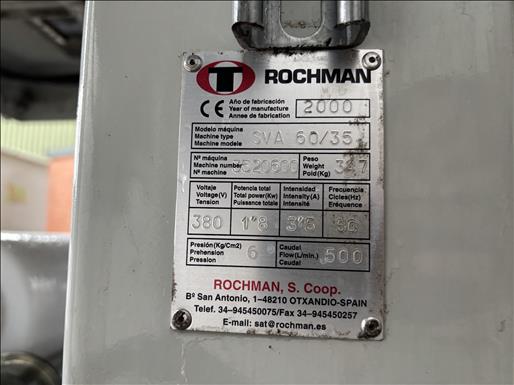 ROCHMAN
CE
Año de fabricación
Year of manufacture
Annee de fabrication
2000
Modelo máquina
Machine type
Machine modele
SVA 60/35
Nº máquina
Machine number
Nº machine
Peso
Weight
Poid(Kg)
Voltaje
Voltage(V)
Tension
Potencia total
Total power(Kw)
Puissance totale
Intensidad
Intensity(A)
Intensité
Frecuencia
Cicles(Hz)
Eréquence
380
1"8
3"5
50
Presión(Kg/Cm2)
Prehension
Pression
6
Caudal
Flow(L/min.)
Caudal
500
ROCHMAN, S. Coop.
Bº San Antonio, 1-48210 OTXANDIO-SPAIN
Telef. 34-945450075/Fax 34-945450257
E-mail: sat@rochman.es